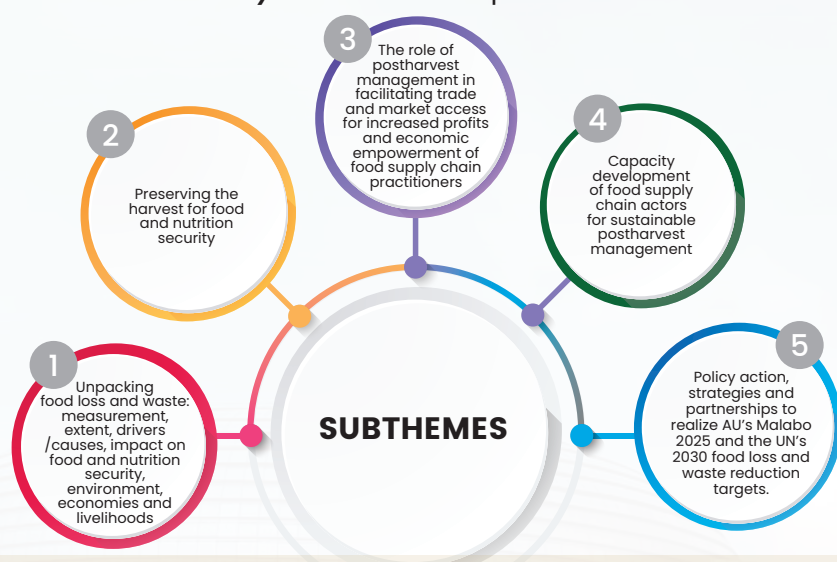 1
Unpacking
food loss and waste:
measurement,
extent, drivers
/causes, impact on
food and nutrition
security,
environment,
economies and
livelihoods
2
Preserving the
harvest for food
and nutrition
security
3
The role of
postharvest
management in
facilitating trade
and market access
for increased profits
and economic
empowerment of
food supply chain
practitioners
4
Capacity
development
of food supply
chain actors
for sustainable
postharvest
management
5
Policy action,
strategies and
partnerships to
realize AU's Malabo
2025 and the UN's
2030 food loss and
waste reduction
targets.
SUBTHEMES